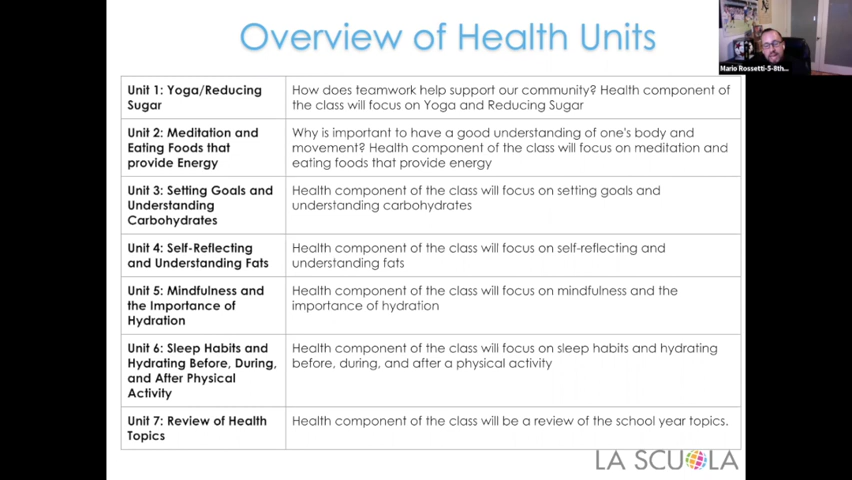 Overview of Health Units
Mario Rossetti-5-8th...
Unit 1: Yoga/Reducing
Sugar
How does teamwork help support our community? Health component of
the class will focus on Yoga and Reducing Sugar
Unit 2: Meditation and
Eating Foods that
provide Energy
Why is important to have a good understanding of one's body and
movement? Health component of the class will focus on meditation and
eating foods that provide energy
Unit 3: Setting Goals and
Understanding
Carbohydrates
Health component of the class will focus on setting goals and
understanding carbohydrates
Unit 4: Self-Reflecting
and Understanding Fats
Health component of the class will focus on self-reflecting and
understanding fats
Unit 5: Mindfulness and
the Importance of
Hydration
Health component of the class will focus on mindfulness and the
importance of hydration
Unit 6: Sleep Habits and
Hydrating Before, During,
and After Physical
Activity
Health component of the class will focus on sleep habits and hydrating
before, during, and after a physical activity
Unit 7: Review of Health
Topics
Health component of the class will be a review of the school year topics.
LA SCUOLA